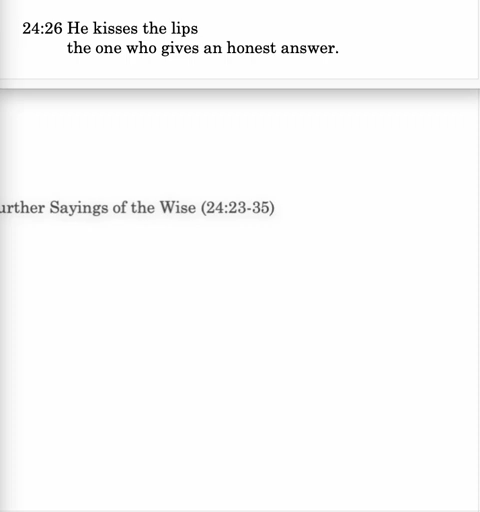 24:26 He kisses the lips
the one who gives an honest answer.
urther Sayings of the Wise (24:23-35)